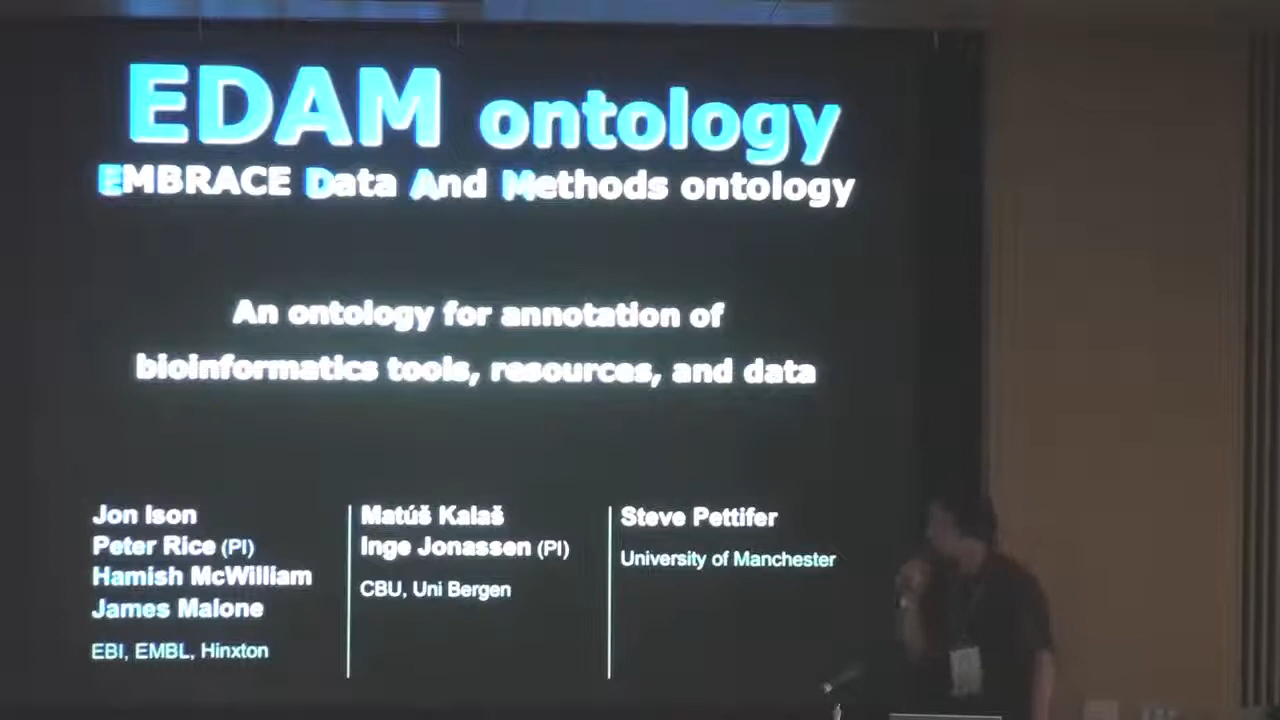 EDAM ontology
EMBRACE Data And Methods ontology
An ontology for annotation of
bioinformatics tools, resources, and data
Jon Ison
Peter Rice (PI)
Hamish McWilliam
James Malone
EBI, EMBL, Hinxton
Matúš Kalaš
Inge Jonassen (PI)
CBU, Uni Bergen
Steve Pettifer
University of Manchester